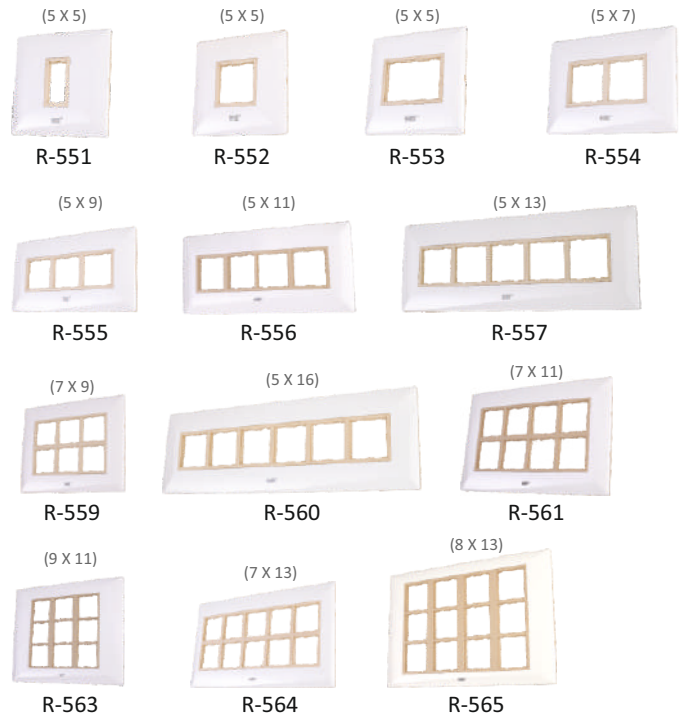 (5 X 5) (5 X 5) (5 X 5) (5 X 7)
R-551 R-552 R-553 R-554
(5 X 9) (5 X 11) (5 X 13)
R-555 R-556 R-557
(7 X 9) (5 X 16) (7 X 11)
R-559 R-560 R-561
(9 X 11) (7 X 13) (8 X 13)
R-563 R-564 R-565